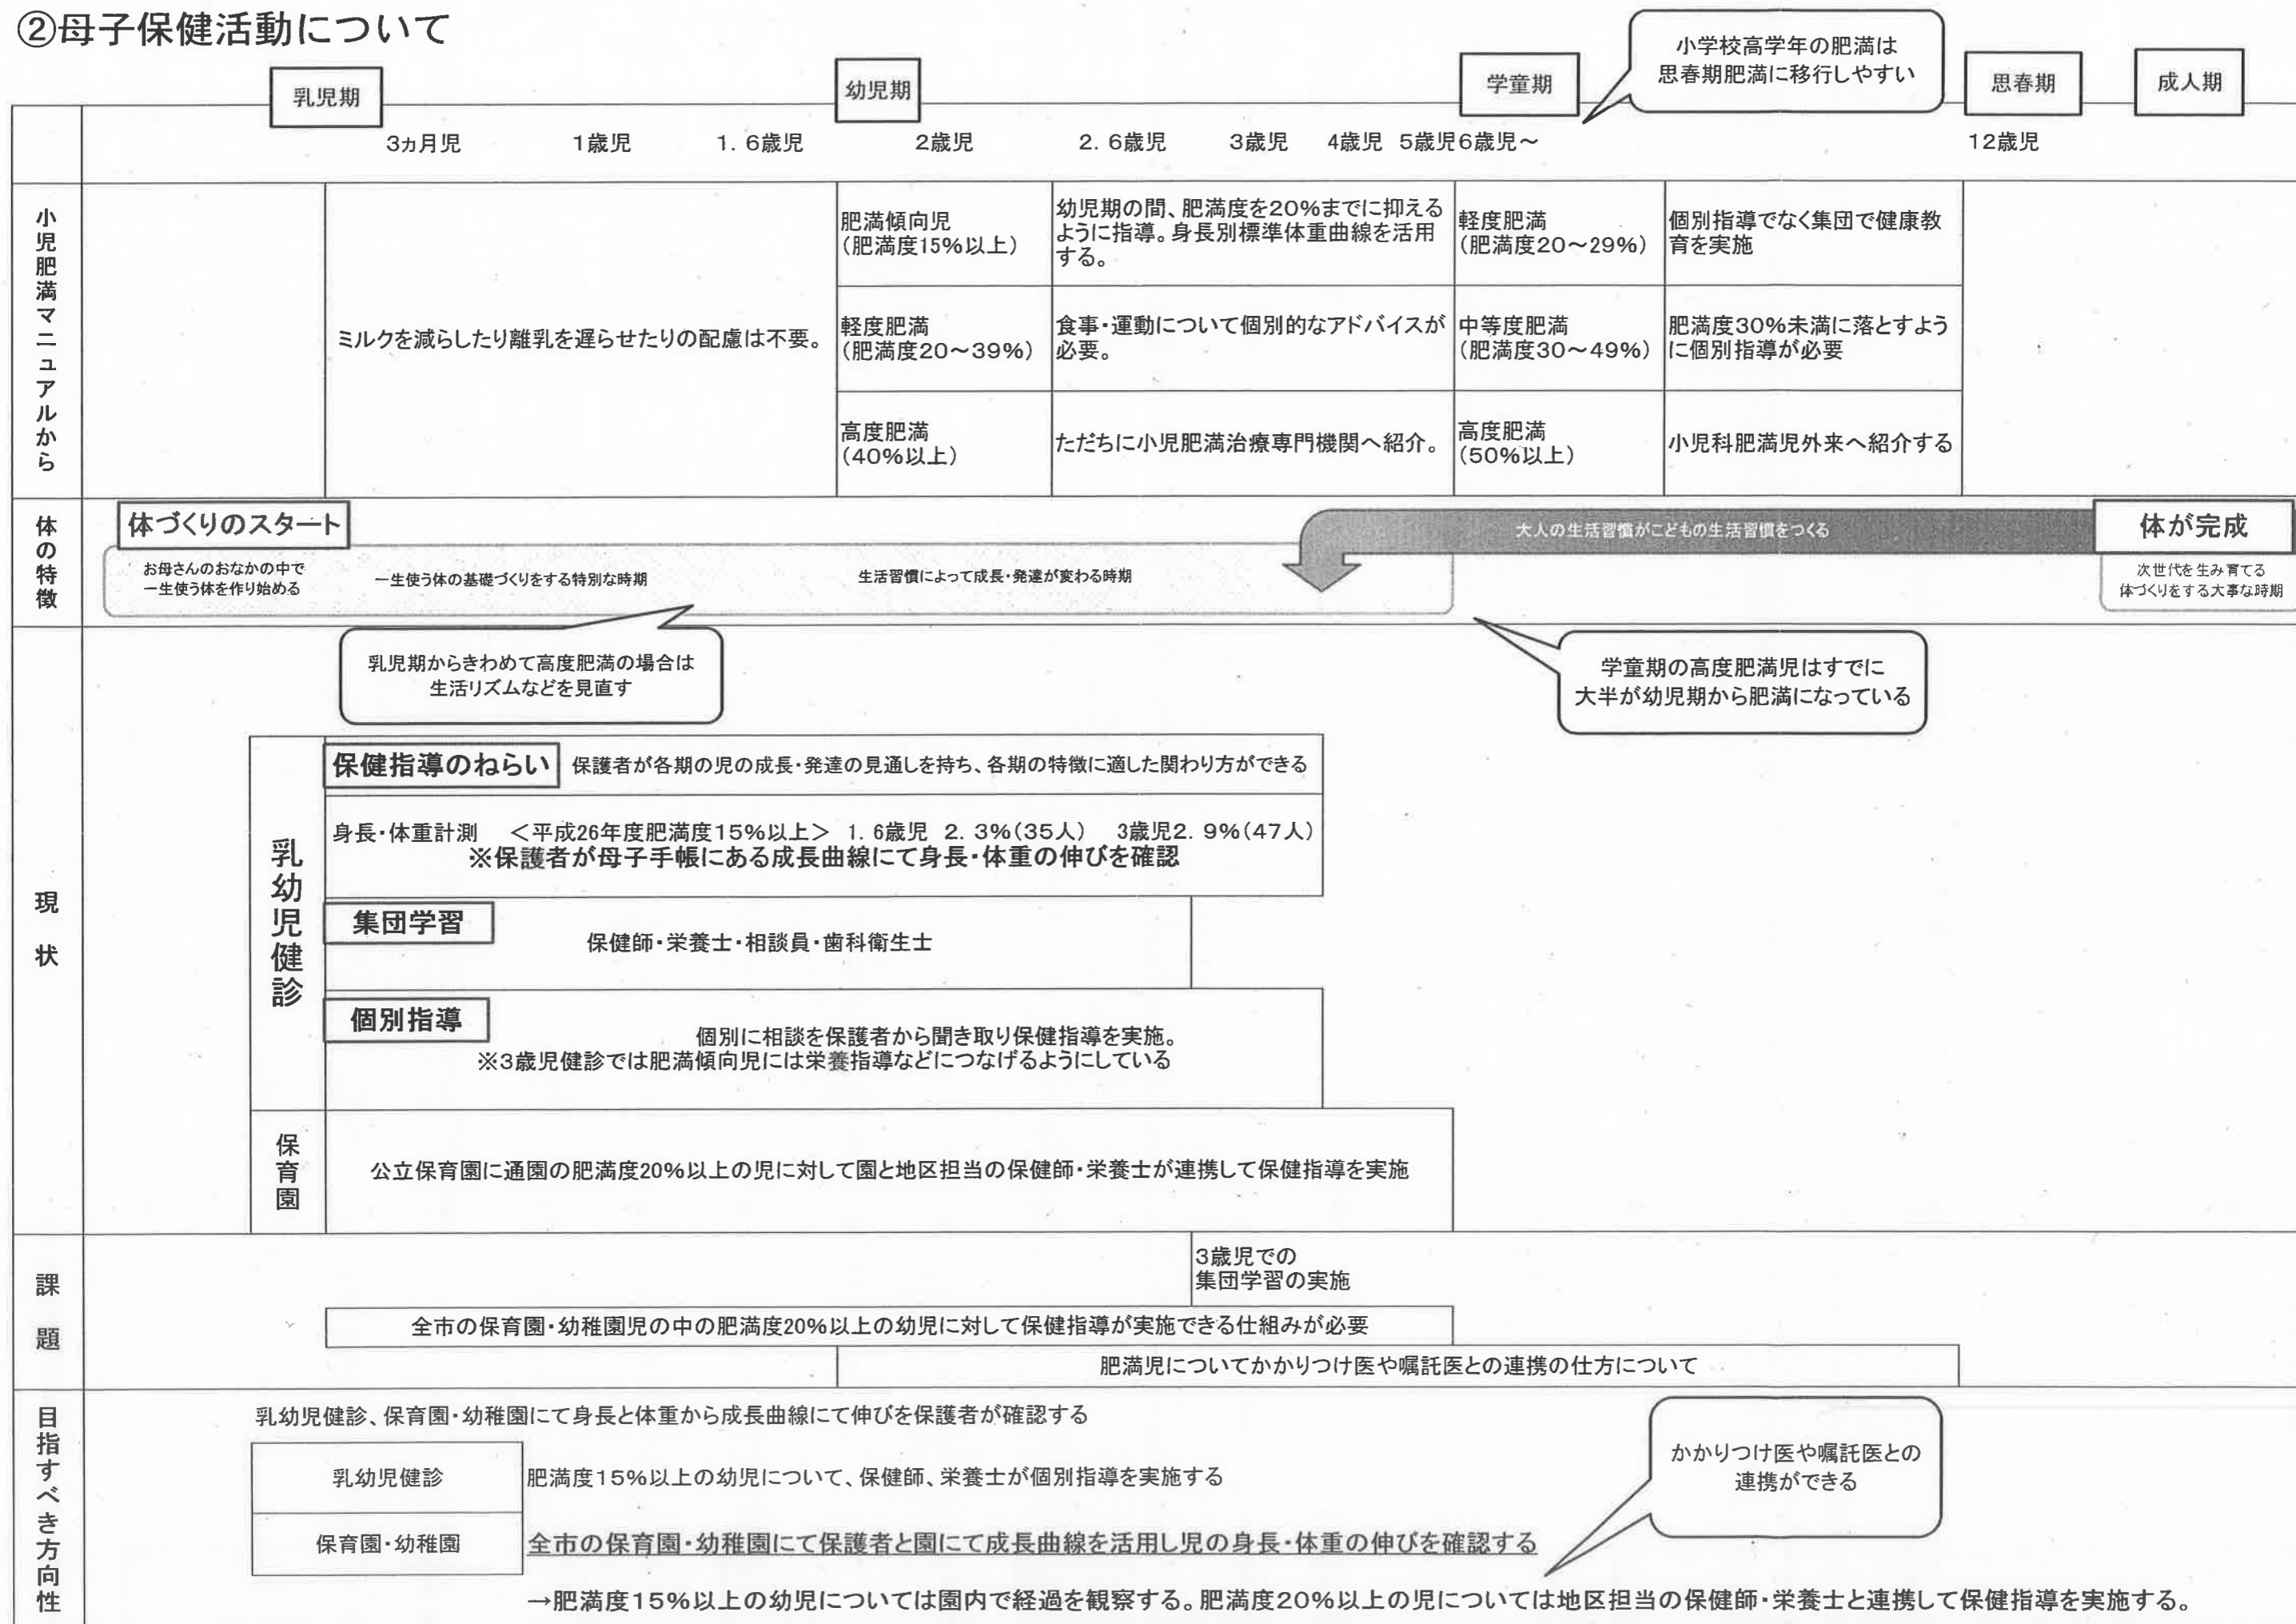 ②母子保健活動について
小学校高学年の肥満は
思春期肥満に移行しやすい
乳児期
幼児期
学童期
思春期
成人期
3ヵ月児
1歳児
1．6歳児
2歳児
2．6歳児
3歳児
4歳児
5歳児
6歳児～
12歳児
小児肥満マニュアルから
ミルクを減らしたり離乳を遅らせたりの配慮は不要。
肥満傾向児
(肥満度15％以上)
幼児期の間、肥満度を20％までに抑える
ように指導。身長別標準体重曲線を活用
する。
軽度肥満
(肥満度20～29％)
個別指導でなく集団で健康教
育を実施
軽度肥満
(肥満度20～39％)
食事・運動について個別的なアドバイスが
必要。
中等度肥満
(肥満度30～49％)
肥満度30％未満に落とすよう
に個別指導が必要
高度肥満
(40％以上)
ただちに小児肥満治療専門機関へ紹介。
高度肥満
(50％以上)
小児科肥満児外来へ紹介する
体の特徴
体づくりのスタート
お母さんのおなかの中で
一生使う体を作り始める
一生使う体の基礎づくりをする特別な時期
生活習慣によって成長・発達が変わる時期
大人の生活習慣がこどもの生活習慣をつくる
体が完成
次世代を生み育てる
体づくりをする大事な時期
乳児期からきわめて高度肥満の場合は
生活リズムなどを見直す
学童期の高度肥満児はすでに
大半が幼児期から肥満になっている
現状
乳幼児健診
保健指導のねらい
保護者が各期の児の成長・発達の見通しを持ち、各期の特徴に適した関わり方ができる
身長・体重計測　＜平成26年度肥満度15％以上＞　1．6歳児　2．3％(35人)　3歳児2．9％(47人)
※保護者が母子手帳にある成長曲線にて身長・体重の伸びを確認
集団学習
保健師・栄養士・相談員・歯科衛生士
個別指導
個別に相談を保護者から聞き取り保健指導を実施。
※3歳児健診では肥満傾向児には栄養指導などにつなげるようにしている
保育園
公立保育園に通園の肥満度20％以上の児に対して園と地区担当の保健師・栄養士が連携して保健指導を実施
課題
3歳児での
集団学習の実施
全市の保育園・幼稚園児の中の肥満度20％以上の幼児に対して保健指導が実施できる仕組みが必要
肥満児についてかかりつけ医や嘱託医との連携の仕方について
目指すべき方向性
乳幼児健診、保育園・幼稚園にて身長と体重から成長曲線にて伸びを保護者が確認する
乳幼児健診
肥満度15％以上の幼児について、保健師、栄養士が個別指導を実施する
かかりつけ医や嘱託医との
連携ができる
保育園・幼稚園
全市の保育園・幼稚園にて保護者と園にて成長曲線を活用し児の身長・体重の伸びを確認する
→肥満度15％以上の幼児については園内で経過を観察する。肥満度20％以上の児については地区担当の保健師・栄養士と連携して保健指導を実施する。